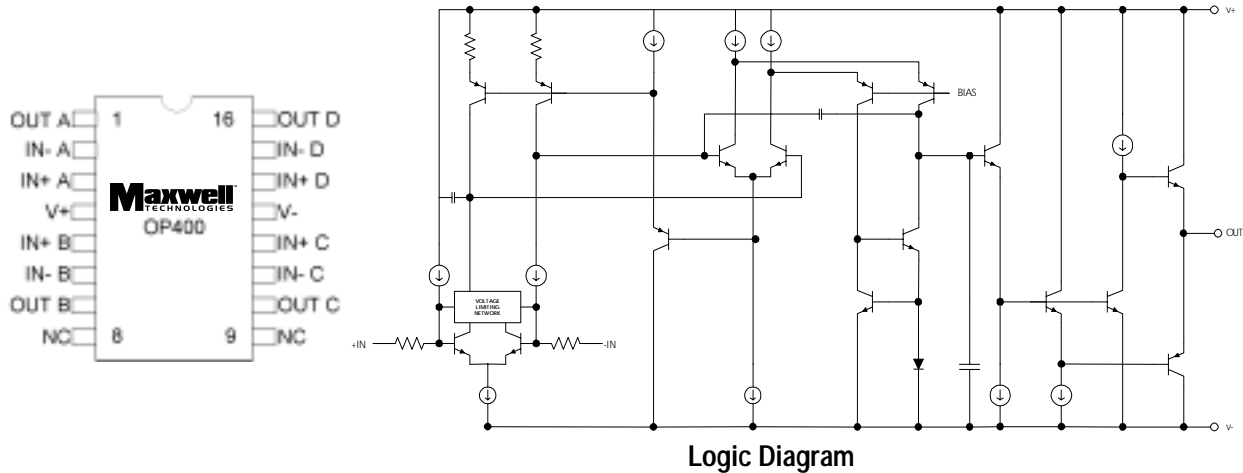 OUT A 1 16 OUT D
IN- A IN- D
IN+ A IN+ D
Maxwell
TECHNOLOGIES
V+ V-
OP400
IN+ B IN+ C
IN- B IN- C
OUT B OUT C
NC 8 9 NC
V+
BIAS
OUT
VOLTAGE
LIMITING
NETWORK
+IN -IN
V-
Logic Diagram